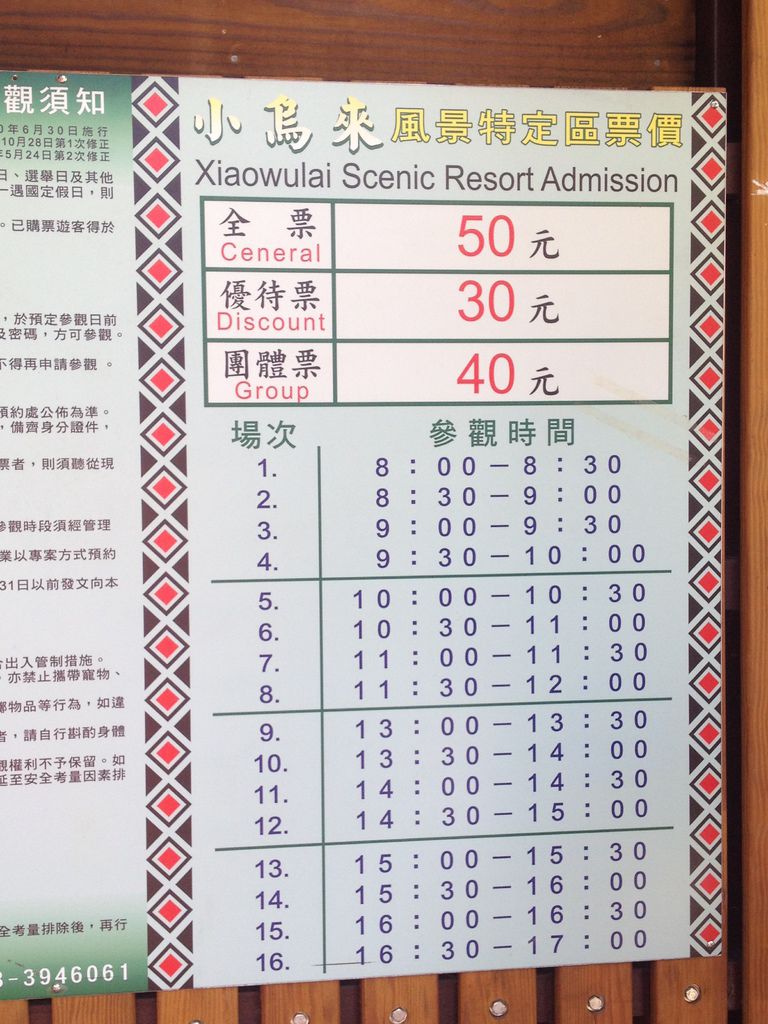 觀須知
0年6月30日施行
10月28日第1次修正
年5月24日第2次修正
日、選舉日及其他
一遇國定假日，則
。已購票遊客得於
，於預定參觀日前
及密碼，方可參觀。
不得再申請參觀。
預約處公佈為準。
，備齊身分證件，
票者，則須聽從現
參觀時段須經管理
業以專案方式預約
31日以前發文向本
出入管制措施。
，亦禁止攜帶寵物、
物品等行為，如違
者，請自行斟酌身體
觀權利不予保留。如
延至安全考量因素排
全考量排除後，再行
3-3946061
小烏來風景特定區票價
Xiaowulai Scenic Resort Admission
全票 50元
Ceneral
優待票 30元
Discount
團體票 40元
Group
場次 參觀時間
1. 8：00－8：30
2. 8：30－9：00
3. 9：00－9：30
4. 9：30－10：00
5. 10：00－10：30
6. 10：30－11：00
7. 11：00－11：30
8. 11：30－12：00
9. 13：00－13：30
10. 13：30－14：00
11. 14：00－14：30
12. 14：30－15：00
13. 15：00－15：30
14. 15：30－16：00
15. 16：00－16：30
16. 16：30－17：00